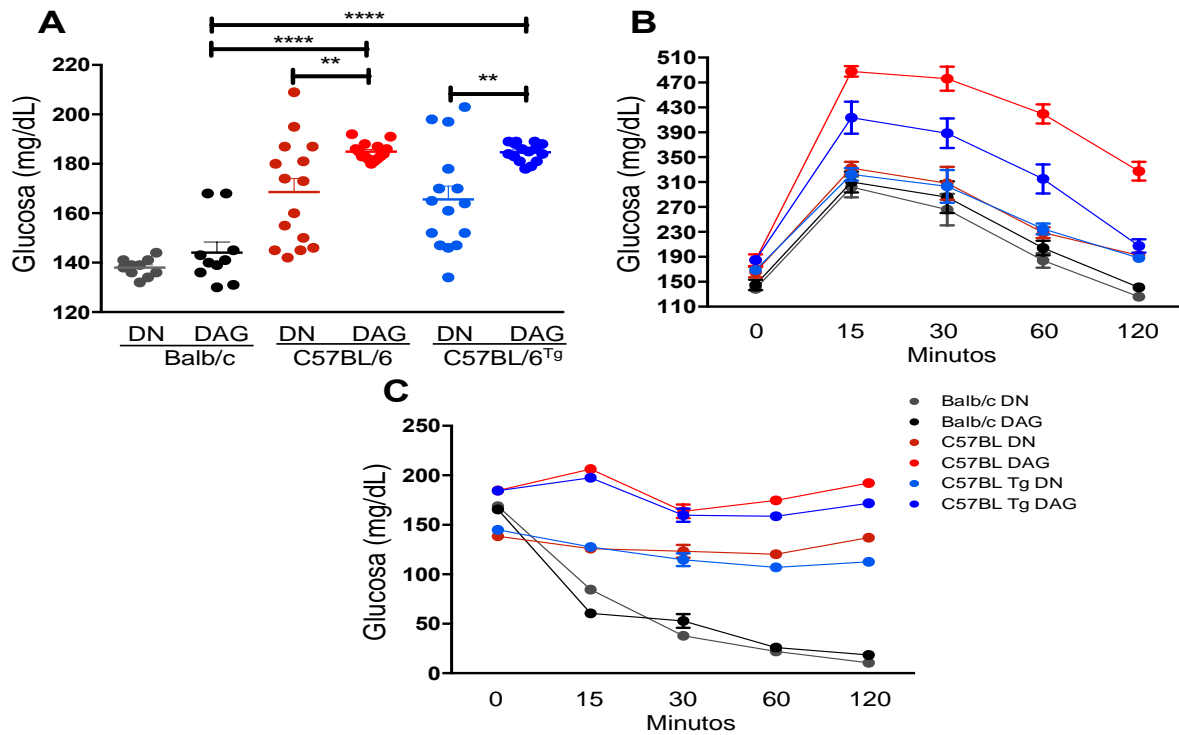 A
****
****
**
**
Glucosa (mg/dL)
220
200
180
160
140
120
DN DAG DN DAG DN DAG
Balb/c C57BL/6 C57BL/6Tg
B
Glucosa (mg/dL)
510
470
430
390
350
310
270
230
190
150
110
0 15 30 60 120
Minutos
C
Glucosa (mg/dL)
250
200
150
100
50
0
0 15 30 60 120
Minutos
Balb/c DN
Balb/c DAG
C57BL DN
C57BL DAG
C57BL Tg DN
C57BL Tg DAG